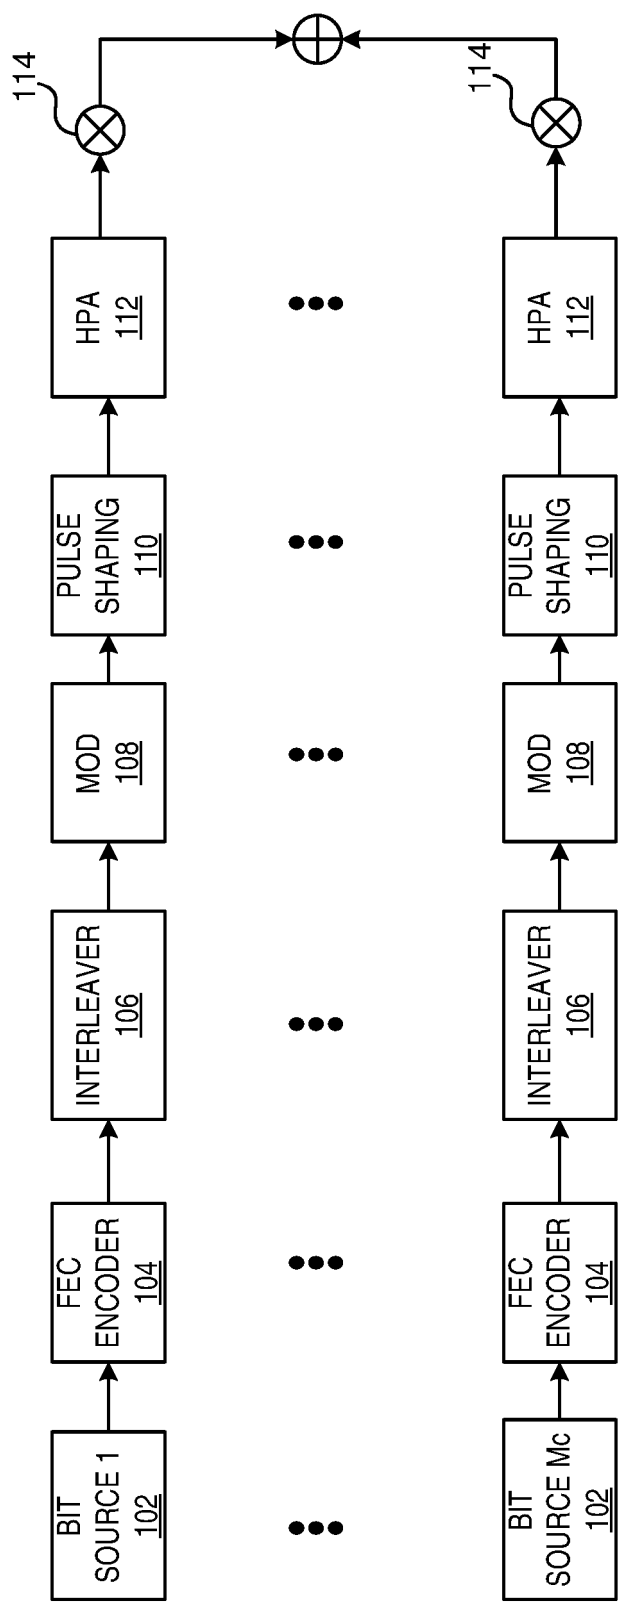 BIT
SOURCE 1
102
FEC
ENCODER
104
INTERLEAVER
106
MOD
108
PULSE
SHAPING
110
HPA
112
114
BIT
SOURCE Mc
102
FEC
ENCODER
104
INTERLEAVER
106
MOD
108
PULSE
SHAPING
110
HPA
112
114